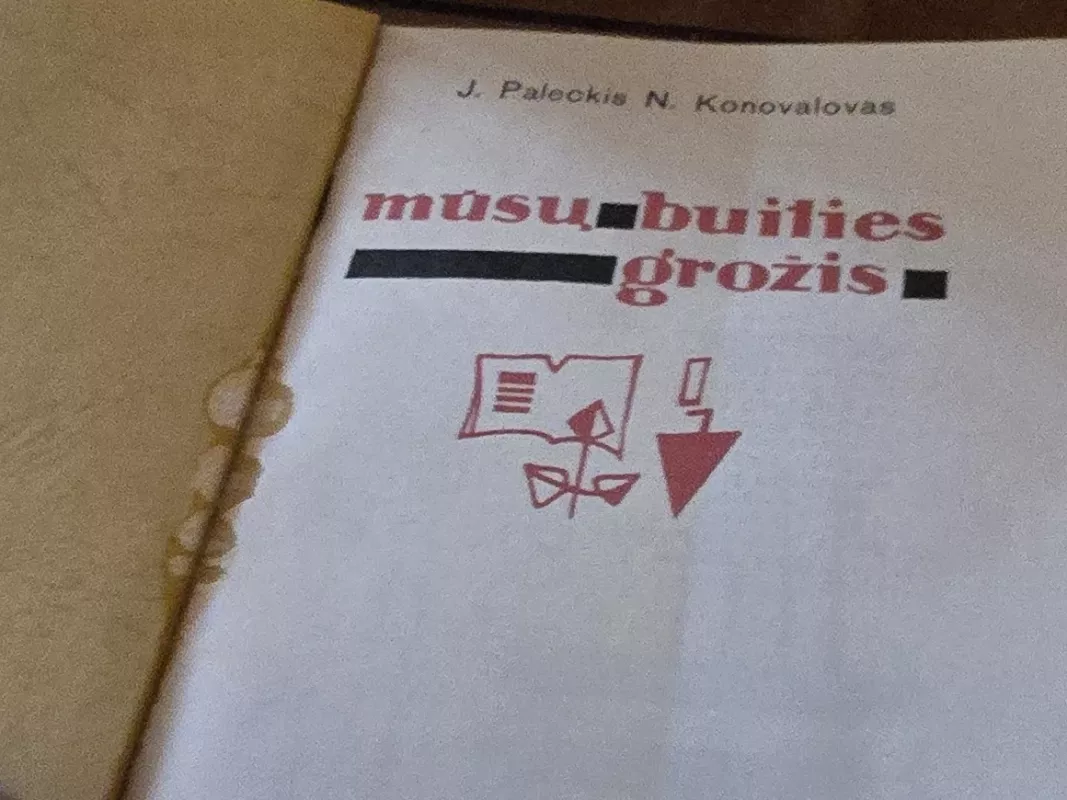 J. Paleckis N. Konovalovas
mūsų buities
grožis